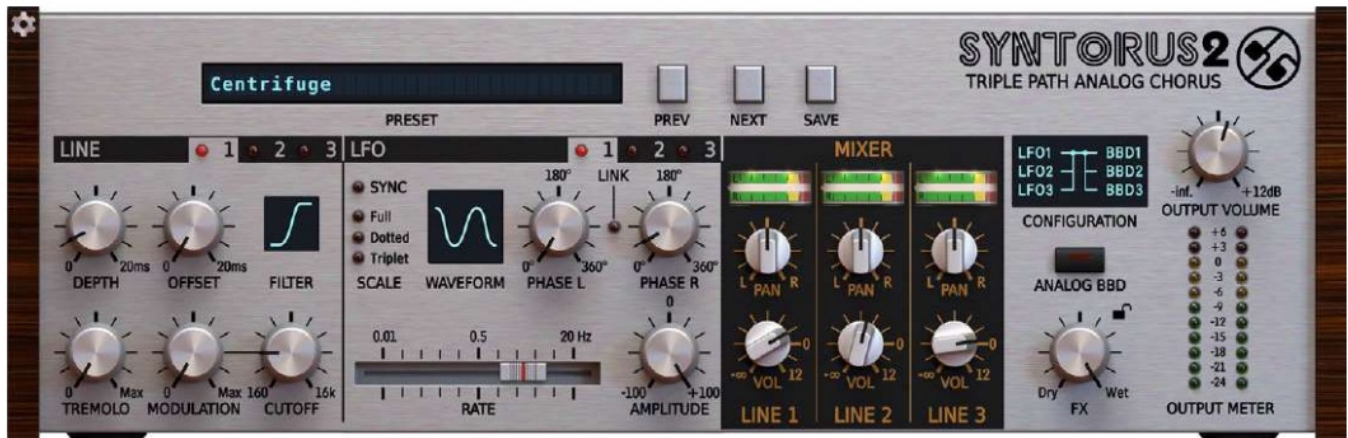 SYNTORUS2
TRIPLE PATH ANALOG CHORUS
Centrifuge
PRESET
PREV NEXT SAVE
LINE 1 2 3
LFO 1 2 3
MIXER
LFO1 BBD1
LFO2 BBD2
LFO3 BBD3
CONFIGURATION
-inf. +12dB
OUTPUT VOLUME
0 20ms
DEPTH
0 20ms
OFFSET
FILTER
SYNC
Full
Dotted
Triplet
SCALE
WAVEFORM
180°
0° 360°
PHASE L
LINK
180°
0° 360°
PHASE R
L R
PAN
L R
PAN
L R
PAN
ANALOG BBD
+6
+3
0
-3
-6
-9
-12
-15
-18
-21
-24
OUTPUT METER
0 Max
TREMOLO
0 Max
MODULATION
160 16k
CUTOFF
0.01 0.5 20 Hz
RATE
0
-100 +100
AMPLITUDE
0
-∞ 12
VOL
LINE 1
0
-∞ 12
VOL
LINE 2
0
-∞ 12
VOL
LINE 3
Dry Wet
FX